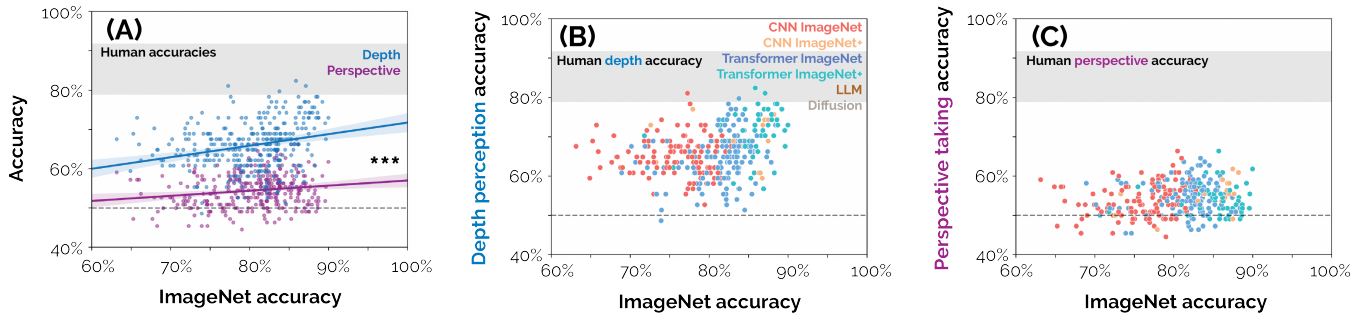 (A)
Human accuracies
Depth
Perspective
***
100%
80%
60%
40%
Accuracy
60%
70%
80%
90%
100%
ImageNet accuracy
(B)
CNN ImageNet
CNN ImageNet+
Human depth accuracy
Transformer ImageNet
Transformer ImageNet+
LLM
Diffusion
100%
80%
60%
40%
Depth perception accuracy
60%
70%
80%
90%
100%
ImageNet accuracy
(C)
Human perspective accuracy
100%
80%
60%
40%
Perspective taking accuracy
60%
70%
80%
90%
100%
ImageNet accuracy